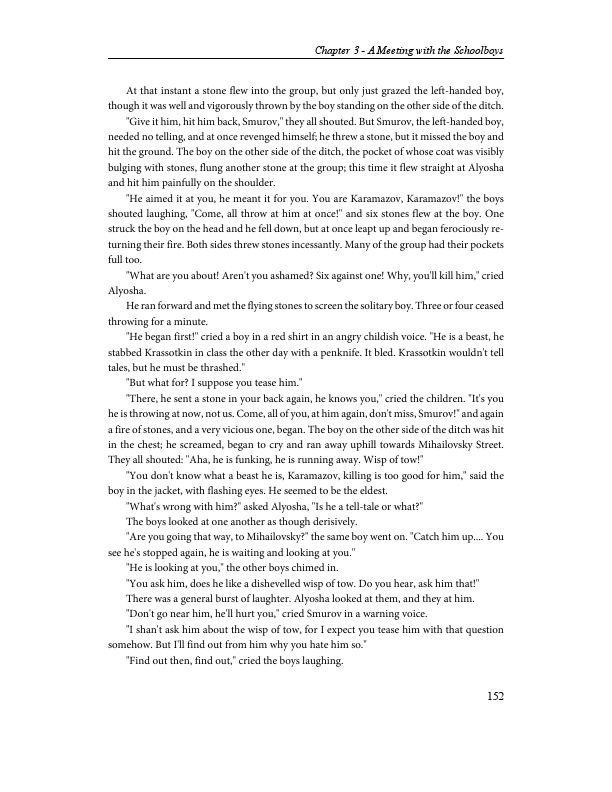 Chapter 3 - A Meeting with the Schoolboys
At that instant a stone flew into the group, but only just grazed the left-handed boy,
though it was well and vigorously thrown by the boy standing on the other side of the ditch.
"Give it him, hit him back, Smurov," they all shouted. But Smurov, the left-handed boy,
needed no telling, and at once revenged himself; he threw a stone, but it missed the boy and
hit the ground. The boy on the other side of the ditch, the pocket of whose coat was visibly
bulging with stones, flung another stone at the group; this time it flew straight at Alyosha
and hit him painfully on the shoulder.
"He aimed it at you, he meant it for you. You are Karamazov, Karamazov!" the boys
shouted laughing, "Come, all throw at him at once!" and six stones flew at the boy. One
struck the boy on the head and he fell down, but at once leapt up and began ferociously re-
turning their fire. Both sides threw stones incessantly. Many of the group had their pockets
full too.
"What are you about! Aren't you ashamed? Six against one! Why, you'll kill him," cried
Alyosha.
He ran forward and met the flying stones to screen the solitary boy. Three or four ceased
throwing for a minute.
"He began first!" cried a boy in a red shirt in an angry childish voice. "He is a beast, he
stabbed Krassotkin in class the other day with a penknife. It bled. Krassotkin wouldn't tell
tales, but he must be thrashed."
"But what for? I suppose you tease him."
"There, he sent a stone in your back again, he knows you," cried the children. "It's you
he is throwing at now, not us. Come, all of you, at him again, don't miss, Smurov!" and again
a fire of stones, and a very vicious one, began. The boy on the other side of the ditch was hit
in the chest; he screamed, began to cry and ran away uphill towards Mihailovsky Street.
They all shouted: "Aha, he is funking, he is running away. Wisp of tow!"
"You don't know what a beast he is, Karamazov, killing is too good for him," said the
boy in the jacket, with flashing eyes. He seemed to be the eldest.
"What's wrong with him?" asked Alyosha, "Is he a tell-tale or what?"
The boys looked at one another as though derisively.
"Are you going that way, to Mihailovsky?" the same boy went on. "Catch him up.... You
see he's stopped again, he is waiting and looking at you."
"He is looking at you," the other boys chimed in.
"You ask him, does he like a dishevelled wisp of tow. Do you hear, ask him that!"
There was a general burst of laughter. Alyosha looked at them, and they at him.
"Don't go near him, he'll hurt you," cried Smurov in a warning voice.
"I shan't ask him about the wisp of tow, for I expect you tease him with that question
somehow. But I'll find out from him why you hate him so."
"Find out then, find out," cried the boys laughing.
152